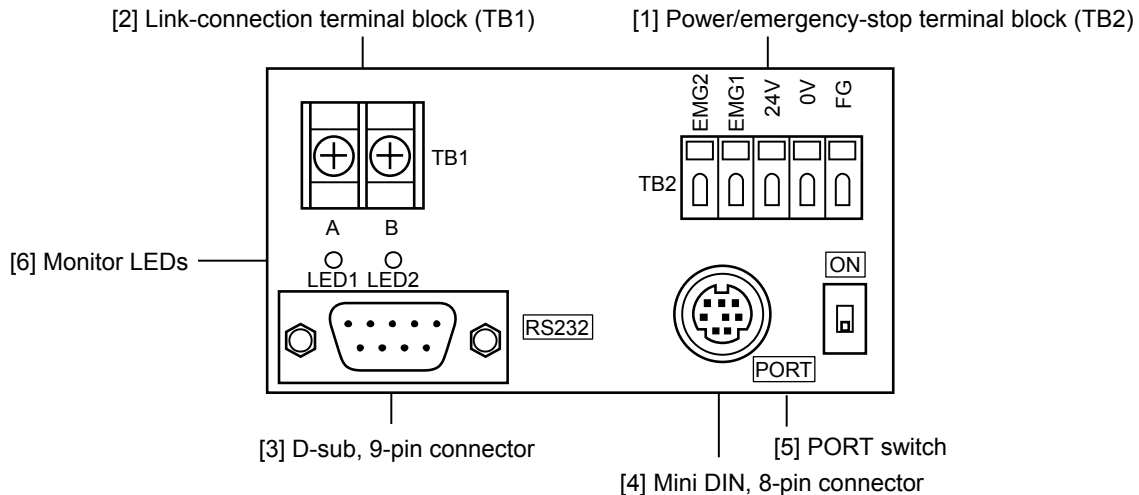 [2] Link-connection terminal block (TB1)
[1] Power/emergency-stop terminal block (TB2)
EMG2
EMG1
24V
0V
FG
TB1
TB2
A B
[6] Monitor LEDs
LED1 LED2
ON
RS232
PORT
[3] D-sub, 9-pin connector
[5] PORT switch
[4] Mini DIN, 8-pin connector